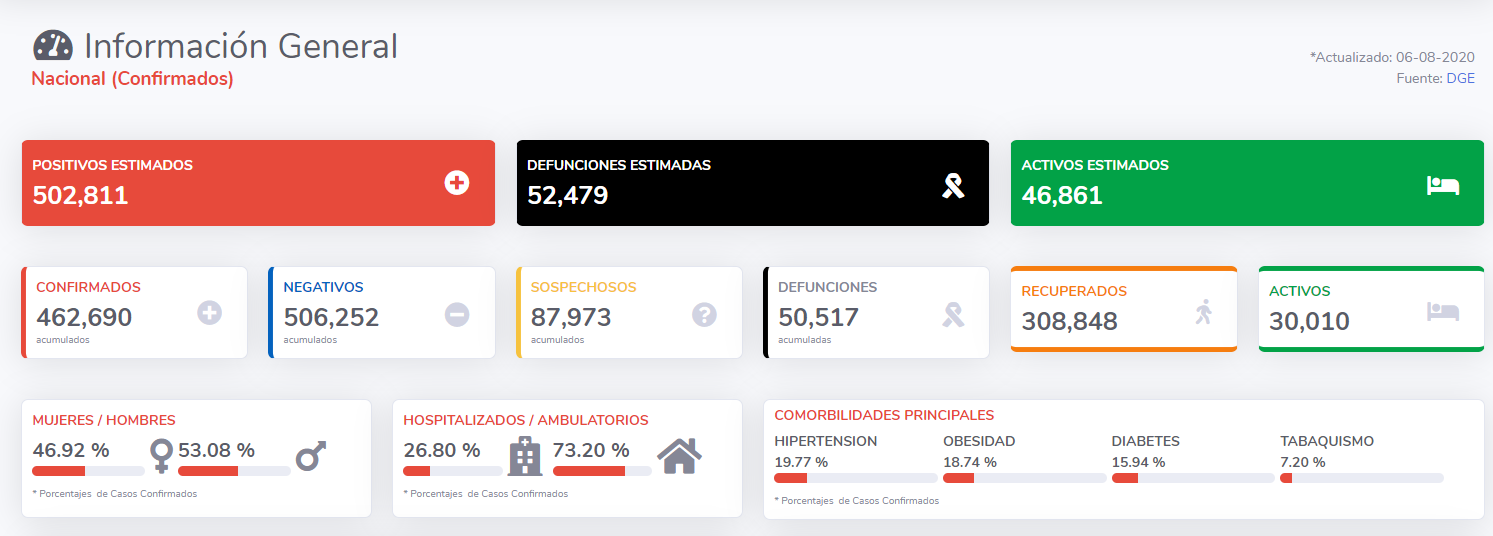 Información General
Nacional (Confirmados)
*Actualizado: 06-08-2020
Fuente: DGE
POSITIVOS ESTIMADOS
502,811
DEFUNCIONES ESTIMADAS
52,479
ACTIVOS ESTIMADOS
46,861
CONFIRMADOS
462,690
acumulados
NEGATIVOS
506,252
acumulados
SOSPECHOSOS
87,973
acumulados
DEFUNCIONES
50,517
acumuladas
RECUPERADOS
308,848
ACTIVOS
30,010
MUJERES / HOMBRES
46.92 % 53.08 %
* Porcentajes de Casos Confirmados
HOSPITALIZADOS / AMBULATORIOS
26.80 % 73.20 %
* Porcentajes de Casos Confirmados
COMORBILIDADES PRINCIPALES
HIPERTENSION OBESIDAD DIABETES TABAQUISMO
19.77 % 18.74 % 15.94 % 7.20 %
* Porcentajes de Casos Confirmados